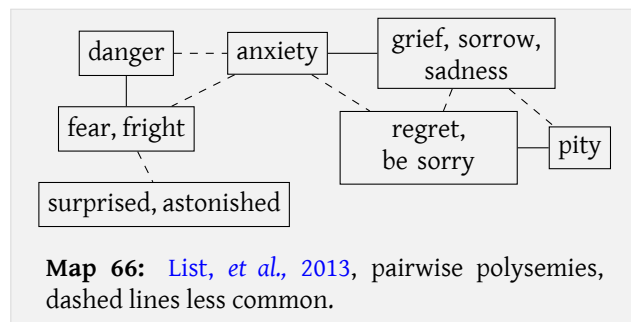 danger
anxiety
grief, sorrow,
sadness
fear, fright
regret,
be sorry
pity
surprised, astonished
Map 66: List, et al., 2013, pairwise polysemies,
dashed lines less common.